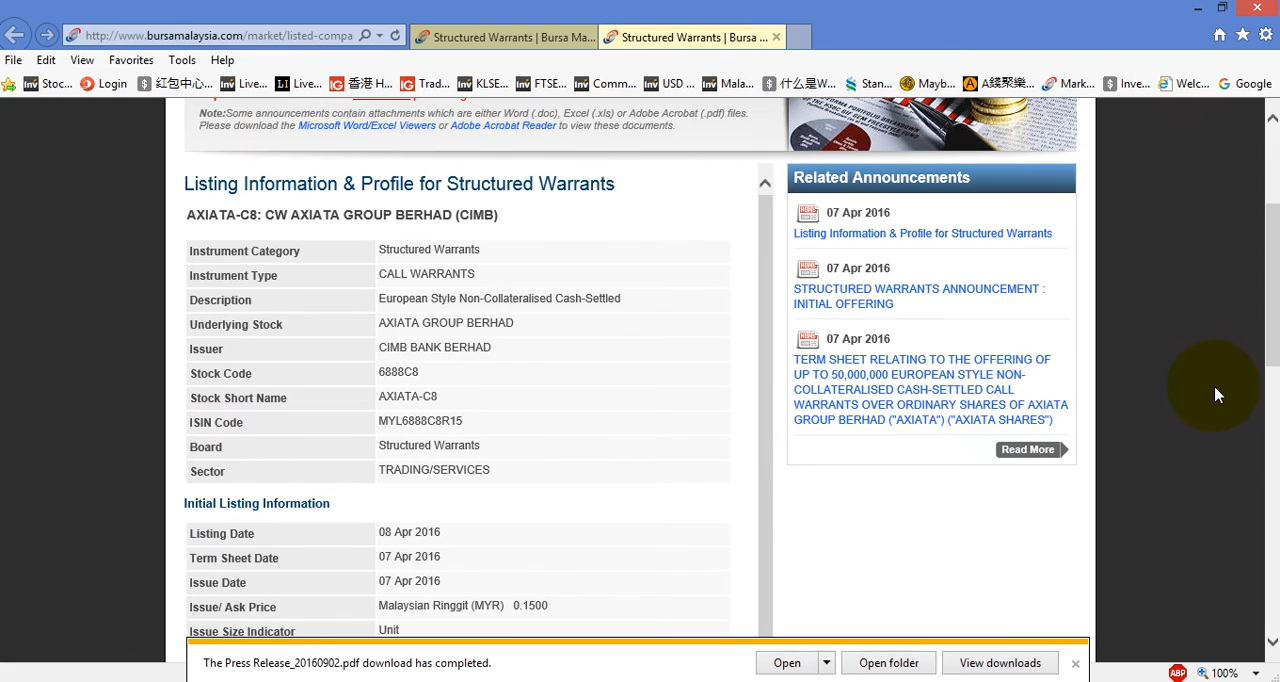 http://www.bursamalaysia.com/market/listed-compa
Structured Warrants | Bursa Ma...
Structured Warrants | Bursa ...
File Edit View Favorites Tools Help
Stoc... Login 红包中心... Live... Live... 香港 H... Trad... KLSE... FTSE... Comm... USD ... Mala... 什么是W... Stan... Mayb... A錢聚樂... Mark... Inve... Welc... Google
Note:Some announcements contain attachments which are either Word (.doc), Excel (.xls) or Adobe Acrobat (.pdf) files.
Please download the Microsoft Word/Excel Viewers or Adobe Acrobat Reader to view these documents.
Listing Information & Profile for Structured Warrants
AXIATA-C8: CW AXIATA GROUP BERHAD (CIMB)
Instrument Category Structured Warrants
Instrument Type CALL WARRANTS
Description European Style Non-Collateralised Cash-Settled
Underlying Stock AXIATA GROUP BERHAD
Issuer CIMB BANK BERHAD
Stock Code 6888C8
Stock Short Name AXIATA-C8
ISIN Code MYL6888C8R15
Board Structured Warrants
Sector TRADING/SERVICES
Initial Listing Information
Listing Date 08 Apr 2016
Term Sheet Date 07 Apr 2016
Issue Date 07 Apr 2016
Issue/ Ask Price Malaysian Ringgit (MYR) 0.1500
Issue Size Indicator Unit
Related Announcements
07 Apr 2016
Listing Information & Profile for Structured Warrants
07 Apr 2016
STRUCTURED WARRANTS ANNOUNCEMENT :
INITIAL OFFERING
07 Apr 2016
TERM SHEET RELATING TO THE OFFERING OF
UP TO 50,000,000 EUROPEAN STYLE NON-
COLLATERALISED CASH-SETTLED CALL
WARRANTS OVER ORDINARY SHARES OF AXIATA
GROUP BERHAD ("AXIATA") ("AXIATA SHARES")
Read More
The Press Release_20160902.pdf download has completed.
Open
Open folder
View downloads
ABP
100%